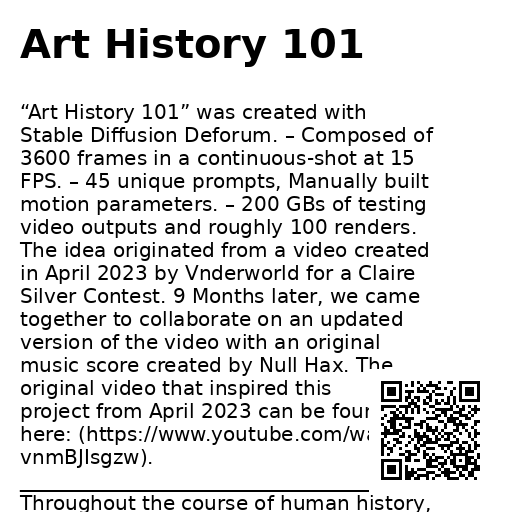 Art History 101
“Art History 101” was created with
Stable Diffusion Deforum. – Composed of
3600 frames in a continuous-shot at 15
FPS. – 45 unique prompts, Manually built
motion parameters. – 200 GBs of testing
video outputs and roughly 100 renders.
The idea originated from a video created
in April 2023 by Vnderworld for a Claire
Silver Contest. 9 Months later, we came
together to collaborate on an updated
version of the video with an original
music score created by Null Hax. The
original video that inspired this
project from April 2023 can be
here: (https://www.youtube.com/
vnmBJIsgzw).
Throughout the course of human history,